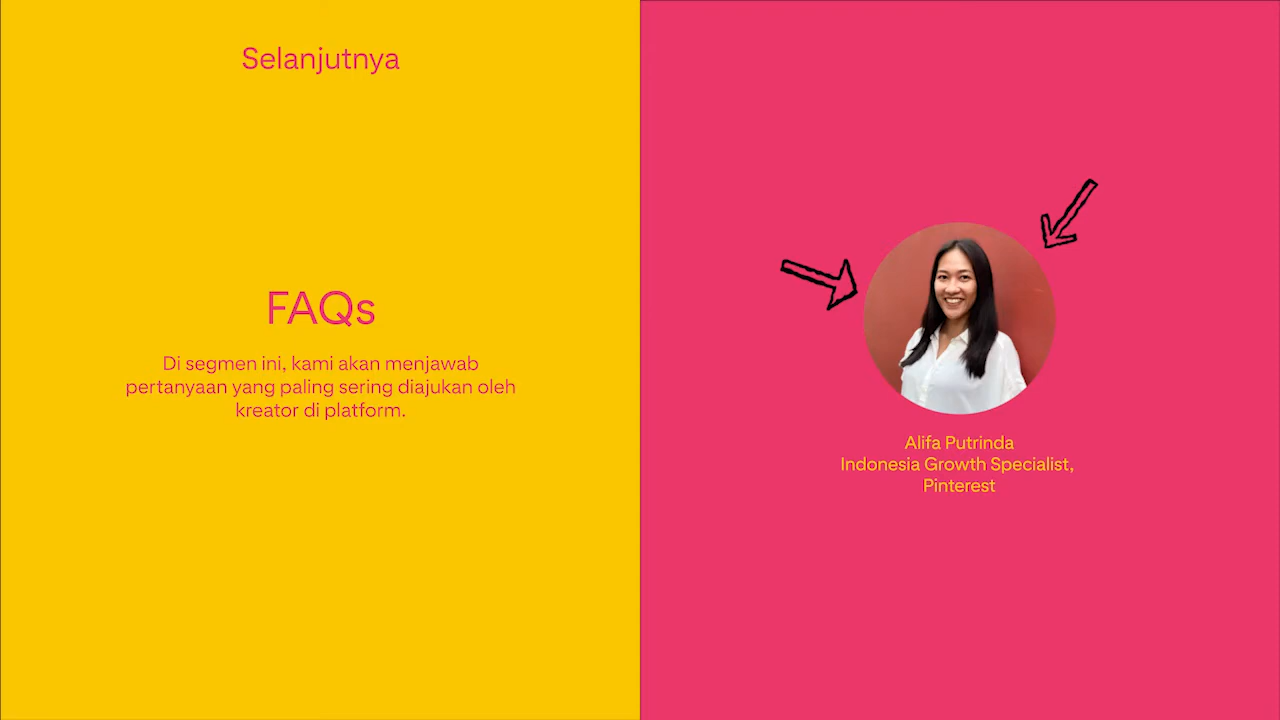 Selanjutnya
FAQs
Di segmen ini, kami akan menjawab
pertanyaan yang paling sering diajukan oleh
kreator di platform.
Alifa Putrinda
Indonesia Growth Specialist,
Pinterest